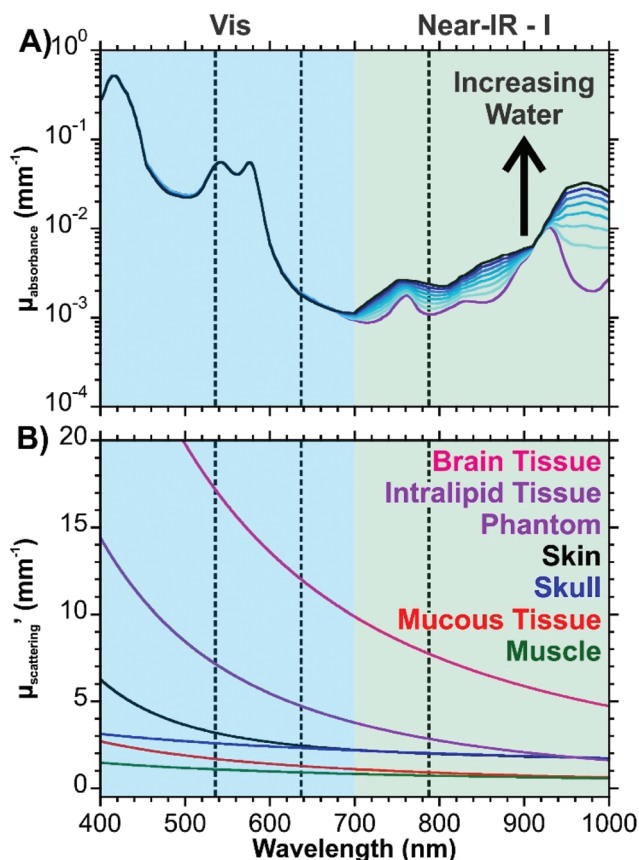 Vis
Near-IR - I
A)
10⁰
10⁻¹
10⁻²
10⁻³
10⁻⁴
μabsorbance (mm⁻¹)
Increasing
Water
B)
20
15
10
5
0
μscattering' (mm⁻¹)
Brain Tissue
Intralipid Tissue
Phantom
Skin
Skull
Mucous Tissue
Muscle
400 500 600 700 800 900 1000
Wavelength (nm)